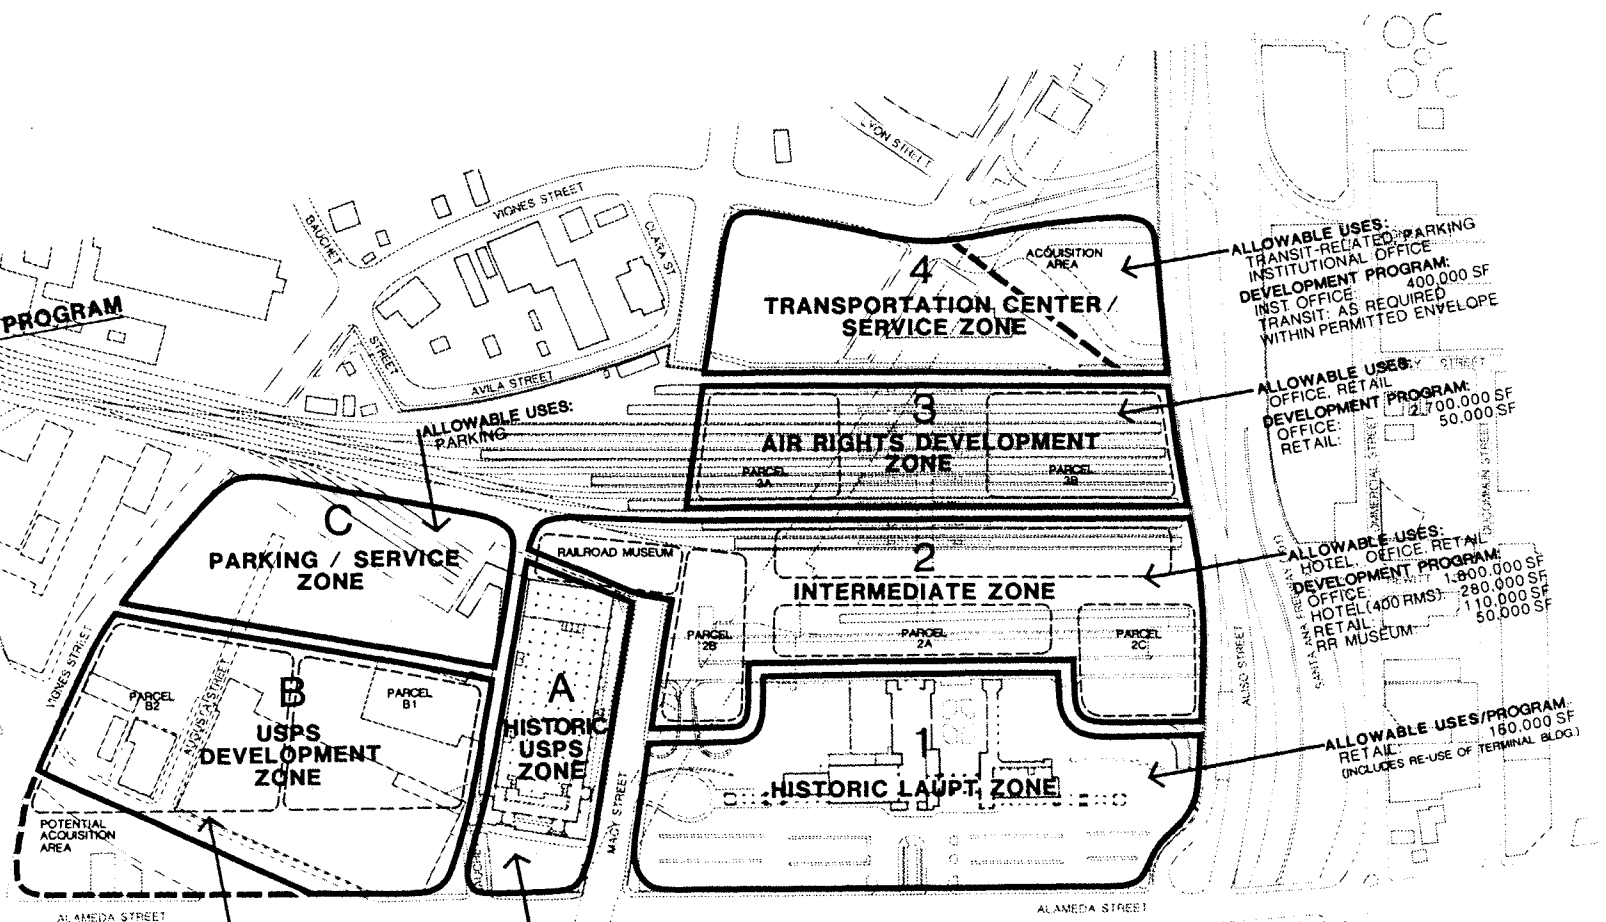 LYON STREET
VIGNES STREET
BAUCHET
STREET
CLARA ST
AVILA STREET
PROGRAM
4
TRANSPORTATION CENTER /
SERVICE ZONE
ACQUISITION
AREA
ALLOWABLE USES:
TRANSIT-RELATED PARKING
INSTITUTIONAL OFFICE
DEVELOPMENT PROGRAM:
INST. OFFICE: 400,000 SF
TRANSIT: AS REQUIRED
WITHIN PERMITTED ENVELOPE
3
AIR RIGHTS DEVELOPMENT
ZONE
PARCEL
3A
PARCEL
3B
ALLOWABLE USES:
OFFICE, RETAIL
DEVELOPMENT PROGRAM:
OFFICE: 2,700,000 SF
RETAIL: 50,000 SF
STREET
COMMERCIAL STREET
DUCOMMUN STREET
ALLOWABLE USES:
PARKING
C
PARKING / SERVICE
ZONE
RAILROAD MUSEUM
2
INTERMEDIATE ZONE
PARCEL
2B
PARCEL
2A
PARCEL
2C
ALLOWABLE USES:
HOTEL, OFFICE, RETAIL
DEVELOPMENT PROGRAM:
OFFICE: 1,800,000 SF
HOTEL(400 RMS): 280,000 SF
RETAIL: 110,000 SF
RR MUSEUM 50,000 SF
VIGNES STREET
AUGUSTA STREET
PARCEL
B2
PARCEL
B1
B
USPS
DEVELOPMENT
ZONE
A
HISTORIC
USPS
ZONE
MACY STREET
1
HISTORIC LAUPT ZONE
ALISO STREET
ALLOWABLE USES/PROGRAM
RETAIL: 160,000 SF
(INCLUDES RE-USE OF TERMINAL BLDG.)
POTENTIAL
ACQUISITION
AREA
ALAMEDA STREET
ALAMEDA STREET